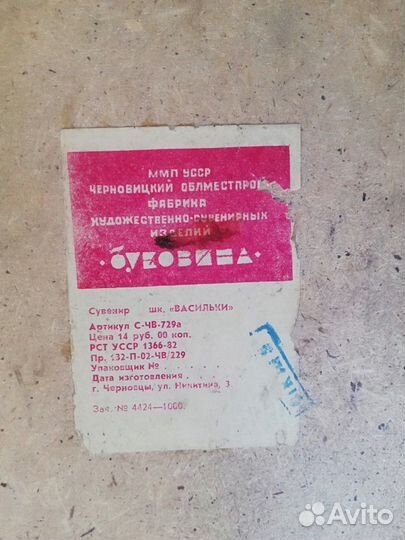 ММП УССР
ЧЕРНОВИЦКИЙ ОБЛМЕСТПРОМ
ФАБРИКА
ХУДОЖЕСТВЕННО-СУВЕНИРНЫХ
ИЗДЕЛИЙ
• БУКОВИНА •
Сувенир шк. «ВАСИЛЬКИ»
Артикул С-ЧВ-729а
Цена 14 руб. 00 коп.
РСТ УССР 1366-82
Пр. 132-П-02-ЧВ/229
Упаковщик № . . . . .
Дата изготовления . . . .
г. Черновцы, ул. Никитина, 3.
Зак. № 4424—1000.
Avito